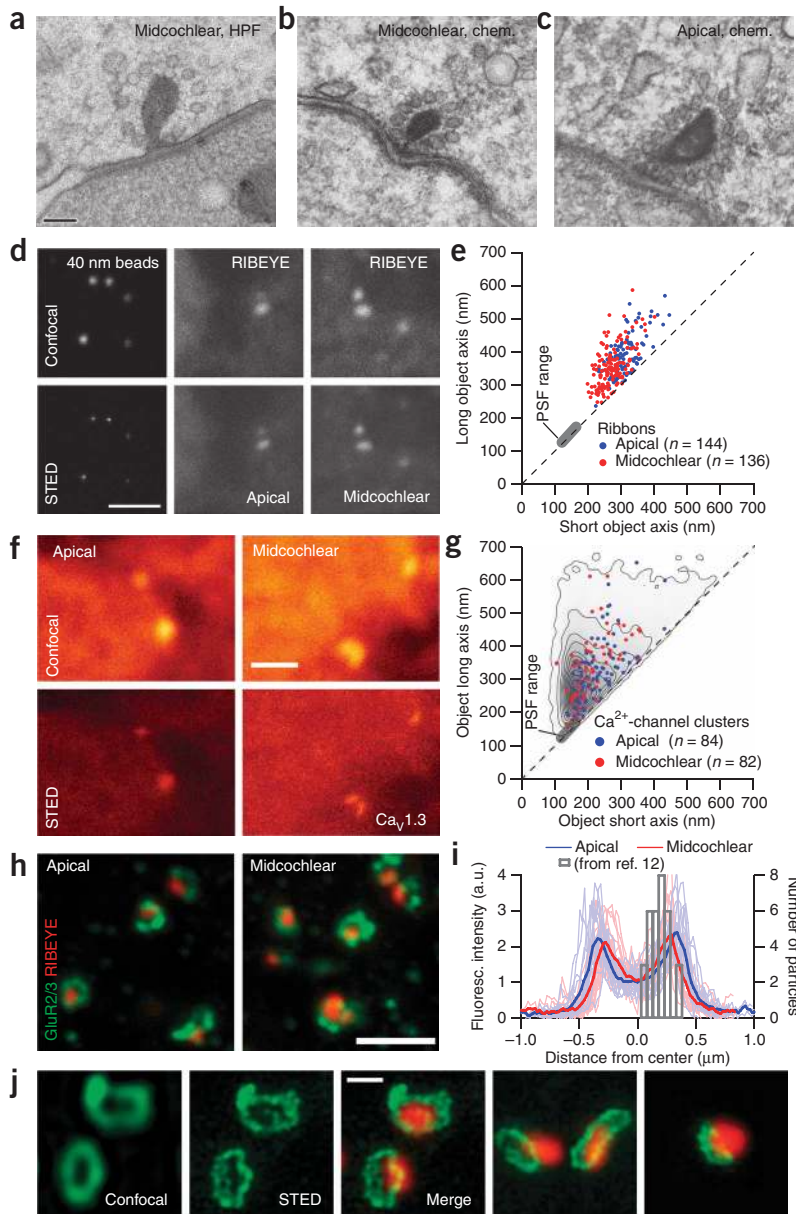 a
Midcochlear, HPF
b
Midcochlear, chem.
c
Apical, chem.
d
40 nm beads
RIBEYE
RIBEYE
Confocal
STED
Apical
Midcochlear
e
700
600
500
400
300
200
100
0
Long object axis (nm)
PSF range
Ribbons
Apical (n = 144)
Midcochlear (n = 136)
0 100 200 300 400 500 600 700
Short object axis (nm)
f
Apical
Midcochlear
Confocal
STED
CaV1.3
g
700
600
500
400
300
200
100
0
Object long axis (nm)
PSF range
Ca2+-channel clusters
Apical (n = 84)
Midcochlear (n = 82)
0 100 200 300 400 500 600 700
Object short axis (nm)
h
Apical
Midcochlear
GluR2/3 RIBEYE
i
Apical
Midcochlear
(from ref. 12)
4
3
2
1
0
Fluoresc. intensity (a.u.)
8
6
4
2
0
Number of particles
–1.0 –0.5 0.0 0.5 1.0
Distance from center (μm)
j
Confocal
STED
Merge